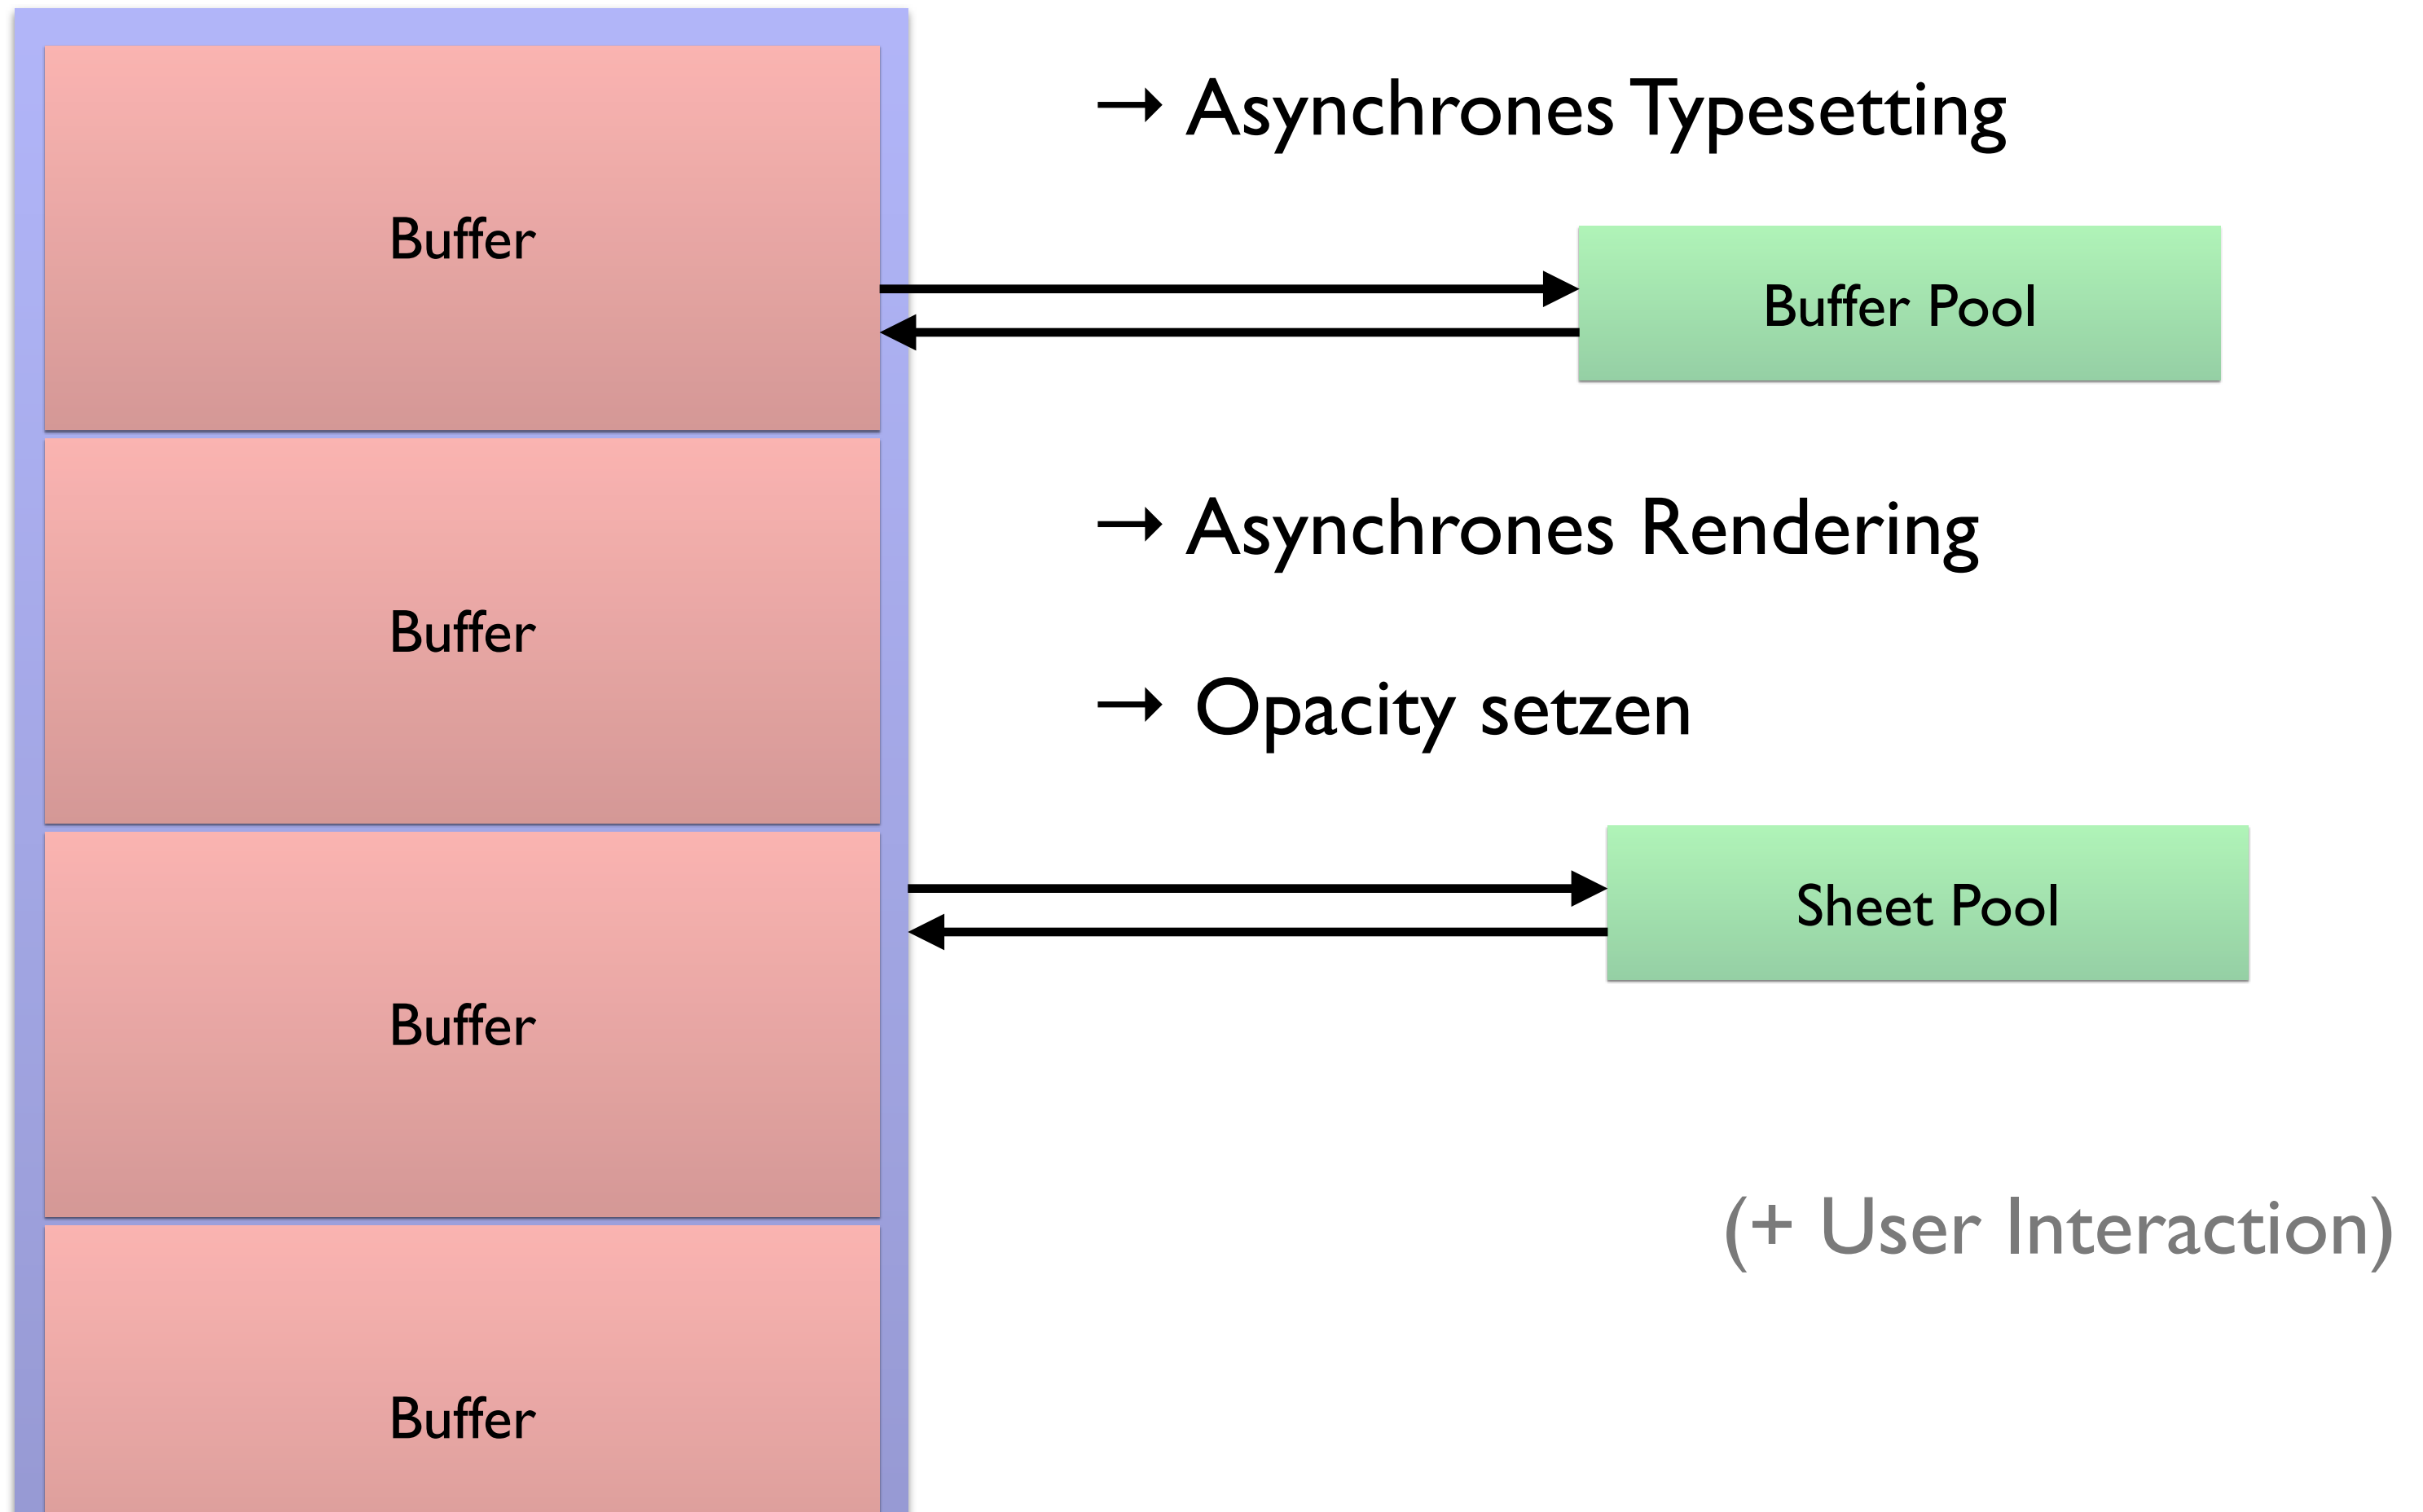 Buffer
→ Asynchrones Typesetting
Buffer Pool
Buffer
→ Asynchrones Rendering
→ Opacity setzen
Buffer
Sheet Pool
(+ User Interaction)
Buffer